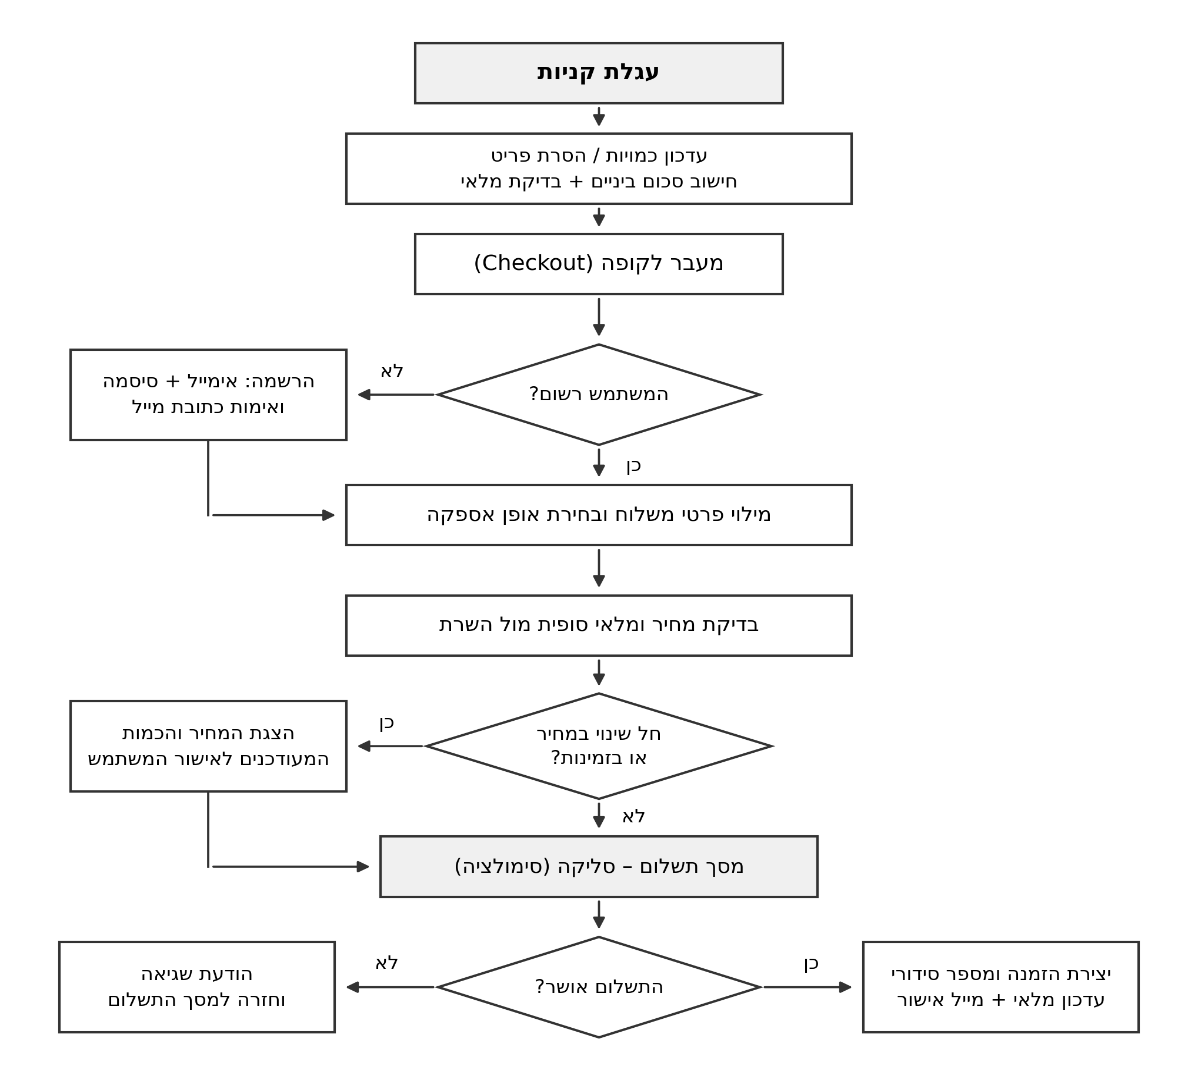 עגלת קניות
עדכון כמויות / הסרת פריט
חישוב סכום ביניים + בדיקת מלאי
מעבר לקופה (Checkout)
המשתמש רשום?
לא
הרשמה: אימייל + סיסמה
ואימות כתובת מייל
כן
מילוי פרטי משלוח ובחירת אופן אספקה
בדיקת מחיר ומלאי סופית מול השרת
חל שינוי במחיר
או בזמינות?
כן
הצגת המחיר והכמות
המעודכנים לאישור המשתמש
לא
מסך תשלום – סליקה (סימולציה)
התשלום אושר?
כן
יצירת הזמנה ומספר סידורי
עדכון מלאי + מייל אישור
לא
הודעת שגיאה
וחזרה למסך התשלום